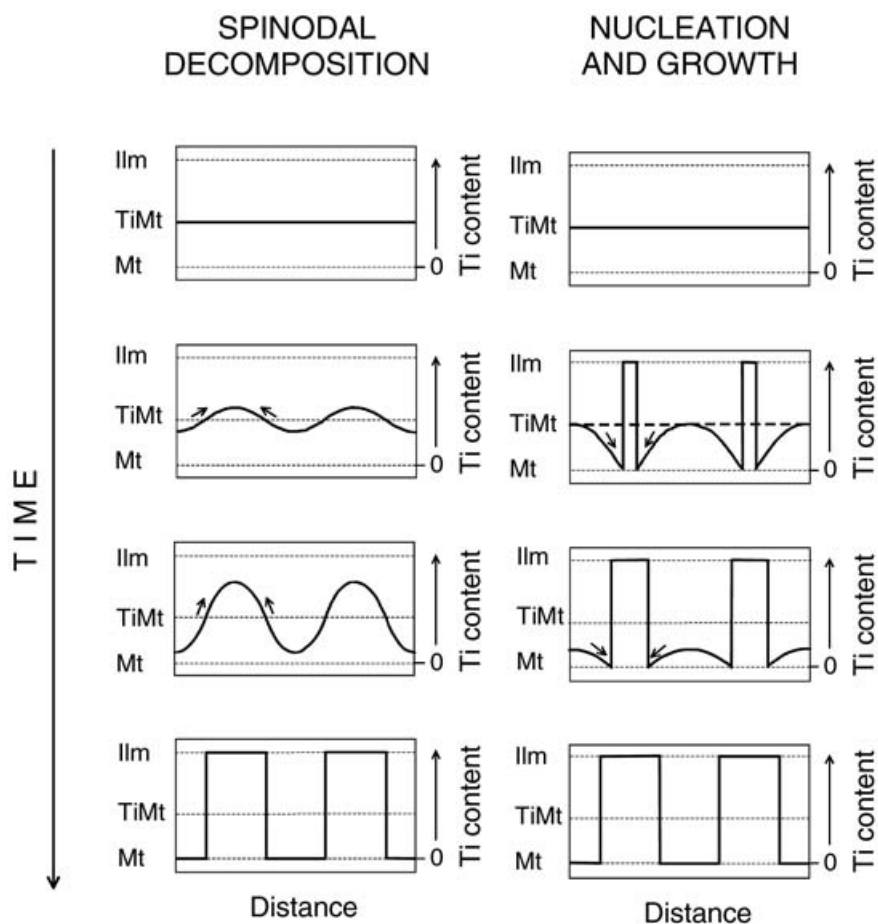 SPINODAL
DECOMPOSITION
NUCLEATION
AND GROWTH
TIME
Ilm
TiMt
Mt
0
Ti content
Ilm
TiMt
Mt
0
Ti content
Ilm
TiMt
Mt
0
Ti content
Ilm
TiMt
Mt
0
Ti content
Ilm
TiMt
Mt
0
Ti content
Ilm
TiMt
Mt
0
Ti content
Ilm
TiMt
Mt
0
Ti content
Ilm
TiMt
Mt
0
Ti content
Distance
Distance